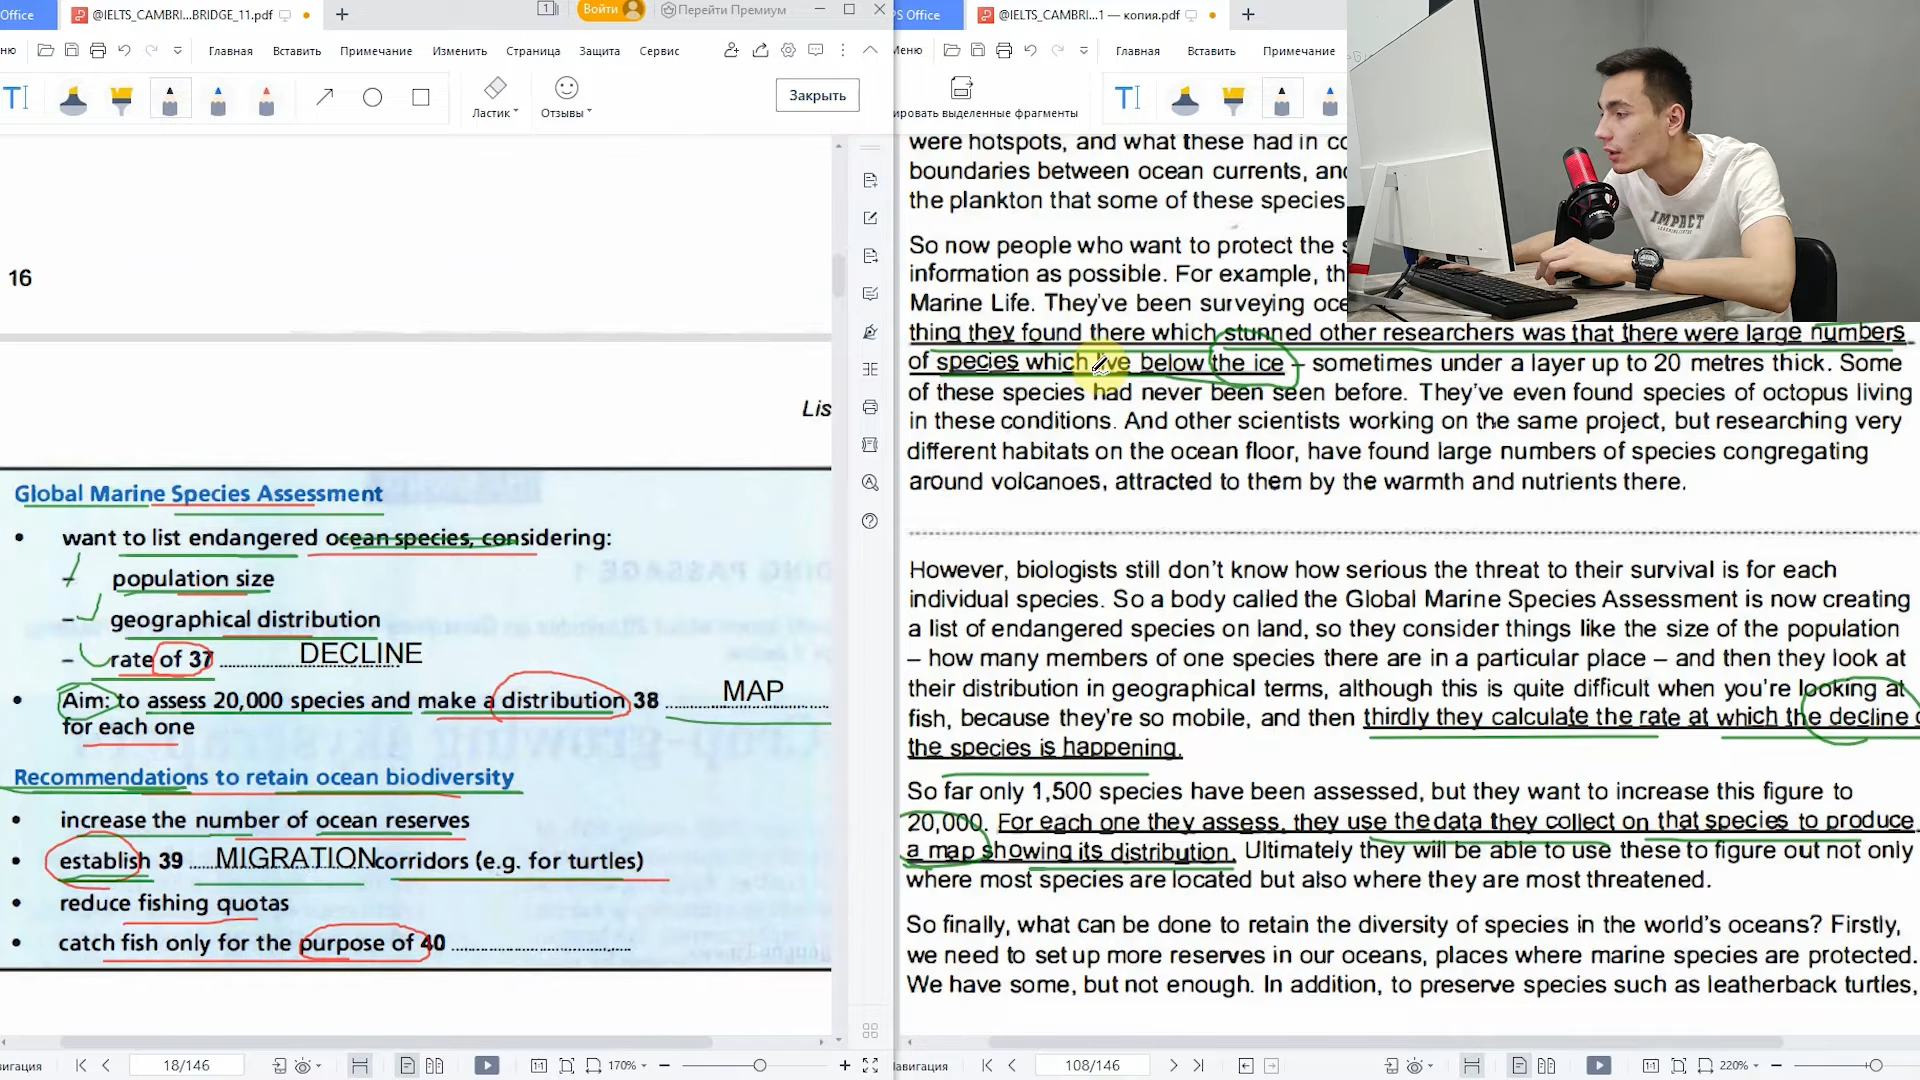 Office
@IELTS_CAMBRI...BRIDGE_11.pdf
1
Войти
Перейти Премиум
PS Office
@IELTS_CAMBRI...1 — копия.pdf
ню
Главная
Вставить
Примечание
Изменить
Страница
Защита
Сервис
Меню
Главная
Вставить
Примечание
Ластик
Отзывы
Закрыть
ировать выделенные фрагменты
16
Lis
Global Marine Species Assessment
• want to list endangered ocean species, considering:
– population size
– geographical distribution
– rate of 37 DECLINE
• Aim: to assess 20,000 species and make a distribution 38 MAP
for each one
Recommendations to retain ocean biodiversity
• increase the number of ocean reserves
• establish 39 MIGRATION corridors (e.g. for turtles)
• reduce fishing quotas
• catch fish only for the purpose of 40
were hotspots, and what these had in co
boundaries between ocean currents, and
the plankton that some of these species
So now people who want to protect the s
information as possible. For example, th
Marine Life. They've been surveying oce
thing they found there which stunned other researchers was that there were large numbers
of species which live below the ice – sometimes under a layer up to 20 metres thick. Some
of these species had never been seen before. They've even found species of octopus living
in these conditions. And other scientists working on the same project, but researching very
different habitats on the ocean floor, have found large numbers of species congregating
around volcanoes, attracted to them by the warmth and nutrients there.
However, biologists still don't know how serious the threat to their survival is for each
individual species. So a body called the Global Marine Species Assessment is now creating
a list of endangered species on land, so they consider things like the size of the population
– how many members of one species there are in a particular place – and then they look at
their distribution in geographical terms, although this is quite difficult when you're looking at
fish, because they're so mobile, and then thirdly they calculate the rate at which the decline o
the species is happening.
So far only 1,500 species have been assessed, but they want to increase this figure to
20,000. For each one they assess, they use the data they collect on that species to produce
a map showing its distribution. Ultimately they will be able to use these to figure out not only
where most species are located but also where they are most threatened.
So finally, what can be done to retain the diversity of species in the world's oceans? Firstly,
we need to set up more reserves in our oceans, places where marine species are protected.
We have some, but not enough. In addition, to preserve species such as leatherback turtles,
IMPACT
вигация
18/146
170%
Навигация
108/146
220%